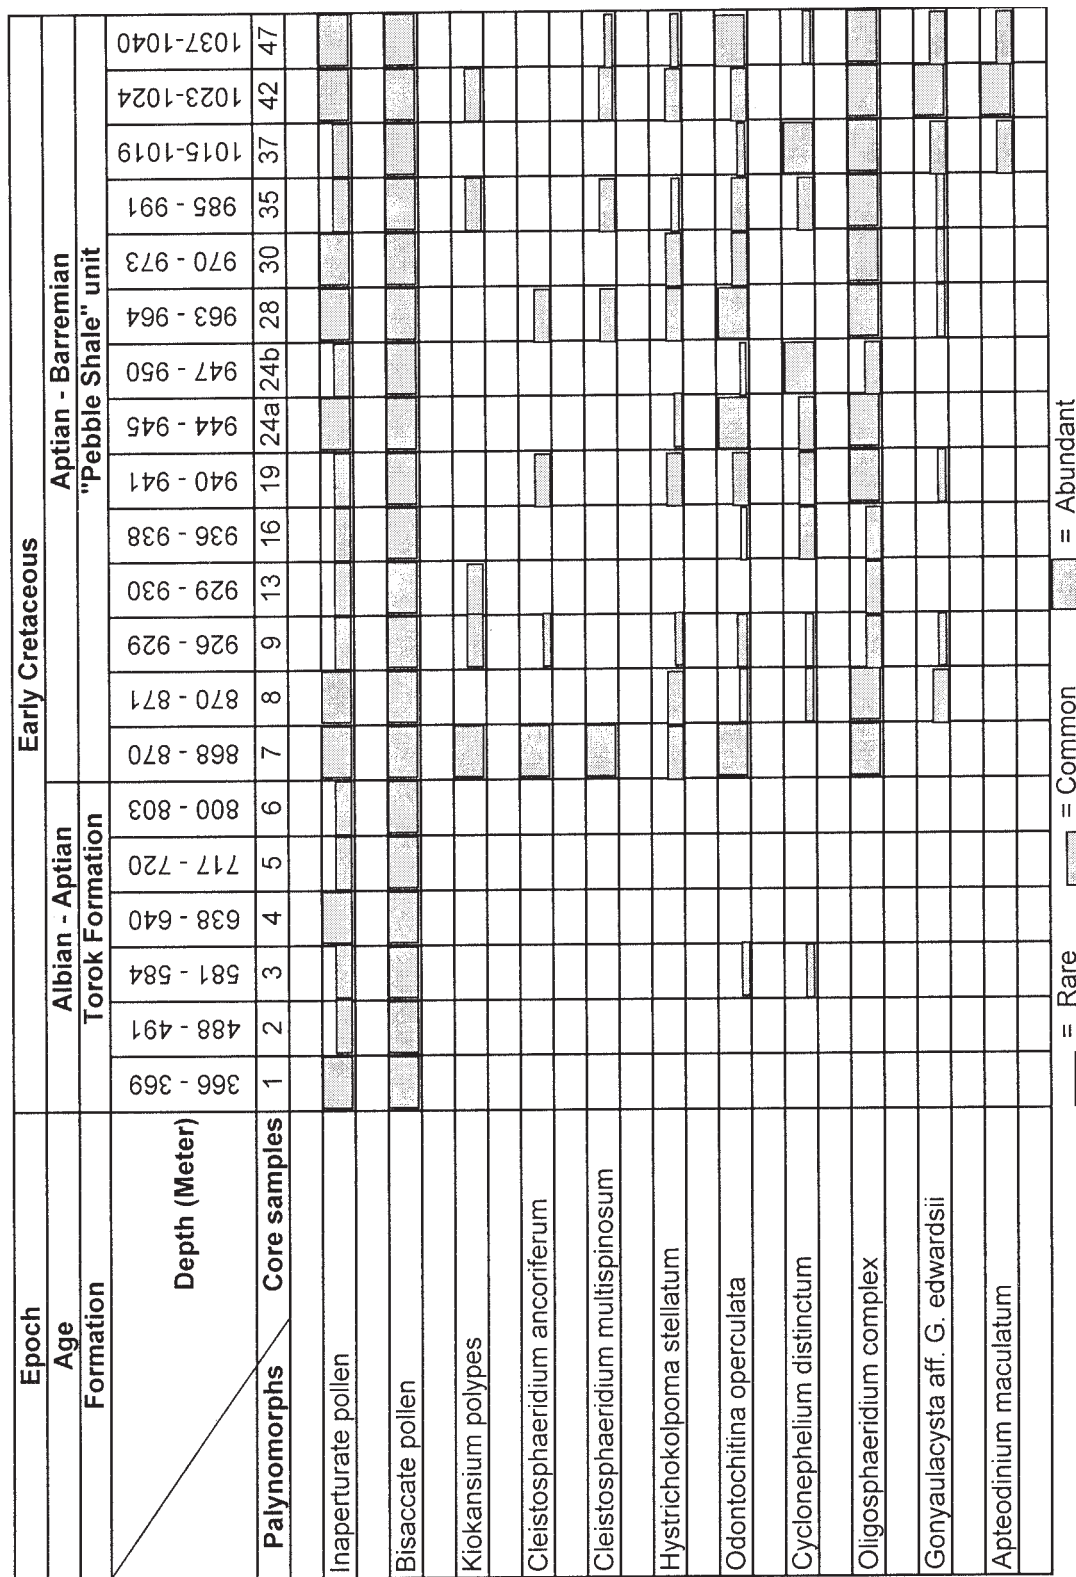 Epoch Early Cretaceous
Age Albian - Aptian Aptian - Barremian
Formation Torok Formation "Pebble Shale" unit
Depth (Meter) 366 - 369 488 - 491 581 - 584 638 - 640 717 - 720 800 - 803 868 - 870 870 - 871 926 - 929 929 - 930 936 - 938 940 - 941 944 - 945 947 - 950 963 - 964 970 - 973 985 - 991 1015-1019 1023-1024 1037-1040
Palynomorphs Core samples 1 2 3 4 5 6 7 8 9 13 16 19 24a 24b 28 30 35 37 42 47
Inaperturate pollen
Bisaccate pollen
Kiokansium polypes
Cleistosphaeridium ancoriferum
Cleistosphaeridium multispinosum
Hystrichokolpoma stellatum
Odontochitina operculata
Cyclonephelium distinctum
Oligosphaeridium complex
Gonyaulacysta aff. G. edwardsii
Apteodinium maculatum
= Rare = Common = Abundant